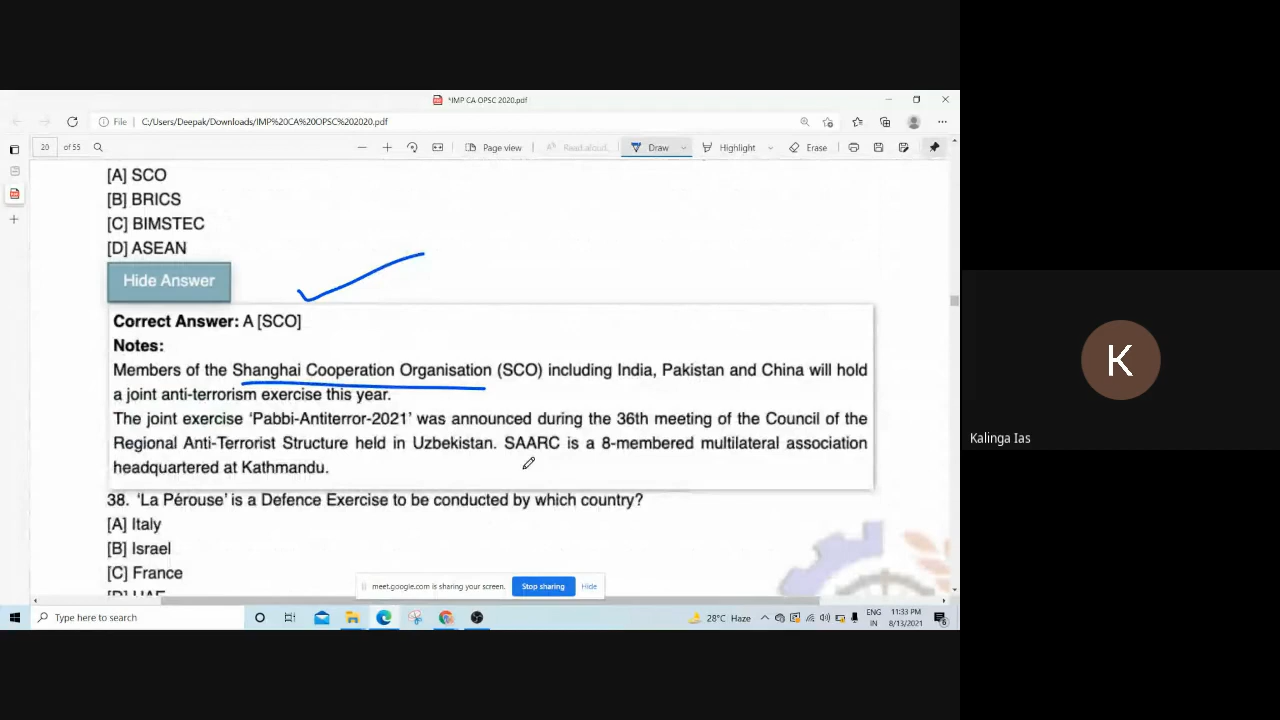 *IMP CA OPSC 2020.pdf
File C:/Users/Deepak/Downloads/IMP%20CA%20OPSC%202020.pdf
20 of 55 Page view Read aloud Draw Highlight Erase
[A] SCO
[B] BRICS
[C] BIMSTEC
[D] ASEAN
Hide Answer
Correct Answer: A [SCO]
Notes:
Members of the Shanghai Cooperation Organisation (SCO) including India, Pakistan and China will hold
a joint anti-terrorism exercise this year.
The joint exercise ‘Pabbi-Antiterror-2021’ was announced during the 36th meeting of the Council of the
Regional Anti-Terrorist Structure held in Uzbekistan. SAARC is a 8-membered multilateral association
headquartered at Kathmandu.
38. ‘La Pérouse’ is a Defence Exercise to be conducted by which country?
[A] Italy
[B] Israel
[C] France
[D] UAE
meet.google.com is sharing your screen. Stop sharing Hide
Type here to search
28°C Haze
ENG
IN
11:33 PM
8/13/2021
6
K
Kalinga Ias